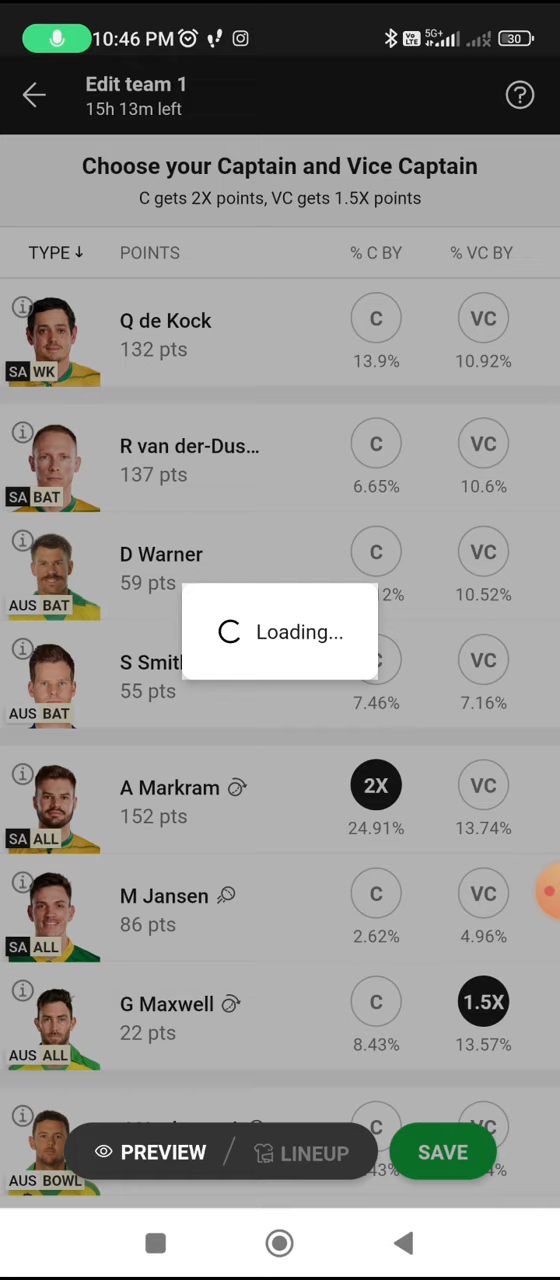 10:46 PM
Vo LTE 5G+ 30
Edit team 1
15h 13m left
Choose your Captain and Vice Captain
C gets 2X points, VC gets 1.5X points
TYPE ↓ POINTS % C BY % VC BY
Q de Kock C VC
132 pts 13.9% 10.92%
SA WK
R van der-Dus... C VC
137 pts 6.65% 10.6%
SA BAT
D Warner C VC
59 pts 2% 10.52%
AUS BAT
Loading...
S Smit VC
55 pts 7.46% 7.16%
AUS BAT
A Markram 2X VC
152 pts 24.91% 13.74%
SA ALL
M Jansen C VC
86 pts 2.62% 4.96%
SA ALL
G Maxwell C 1.5X
22 pts 8.43% 13.57%
AUS ALL
C VC
PREVIEW / LINEUP SAVE
AUS BOWL